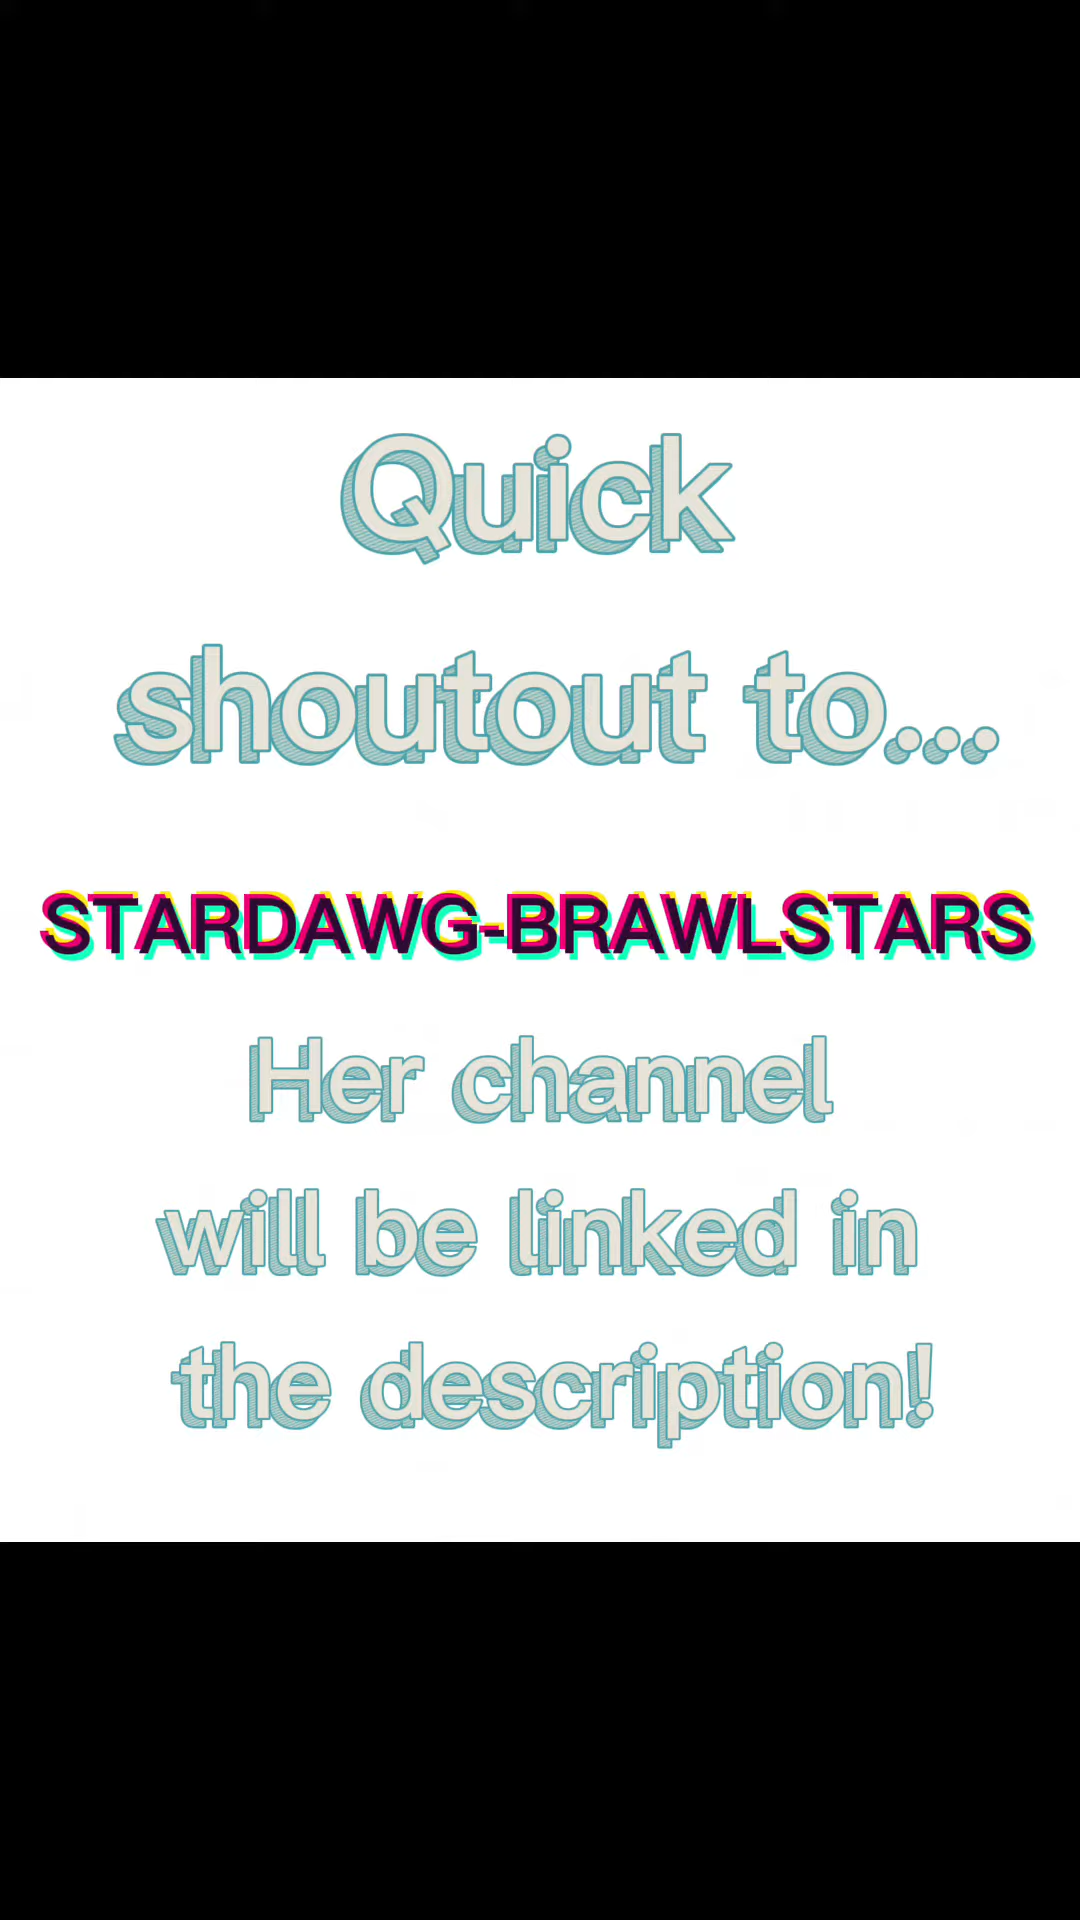 Quick
shoutout to...
STARDAWG-BRAWLSTARS
Her channel
will be linked in
the description!